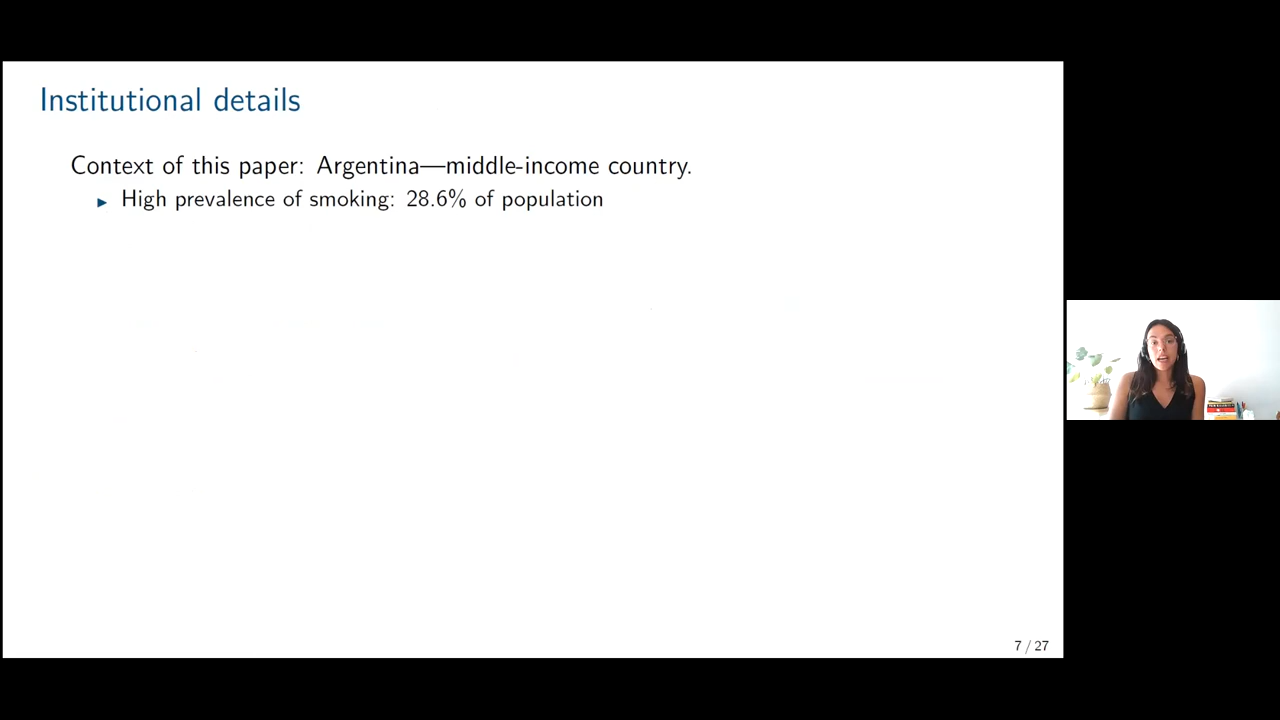 Institutional details
Context of this paper: Argentina—middle-income country.
▶ High prevalence of smoking: 28.6% of population
7 / 27